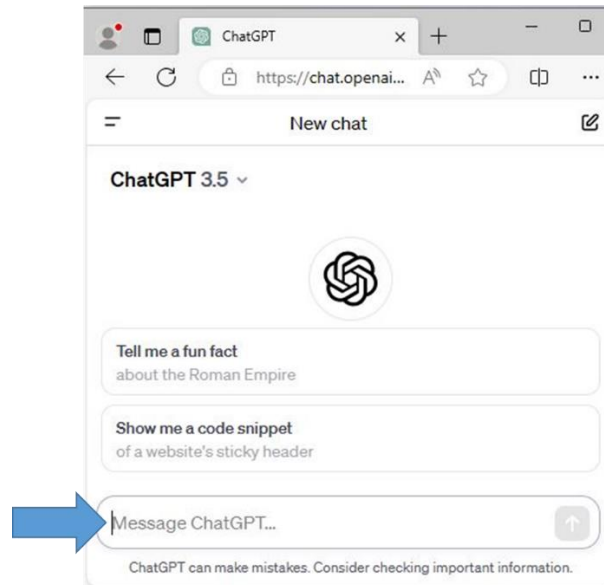 ChatGPT
https://chat.openai...
New chat
ChatGPT 3.5
Tell me a fun fact
about the Roman Empire
Show me a code snippet
of a website's sticky header
Message ChatGPT...
ChatGPT can make mistakes. Consider checking important information.